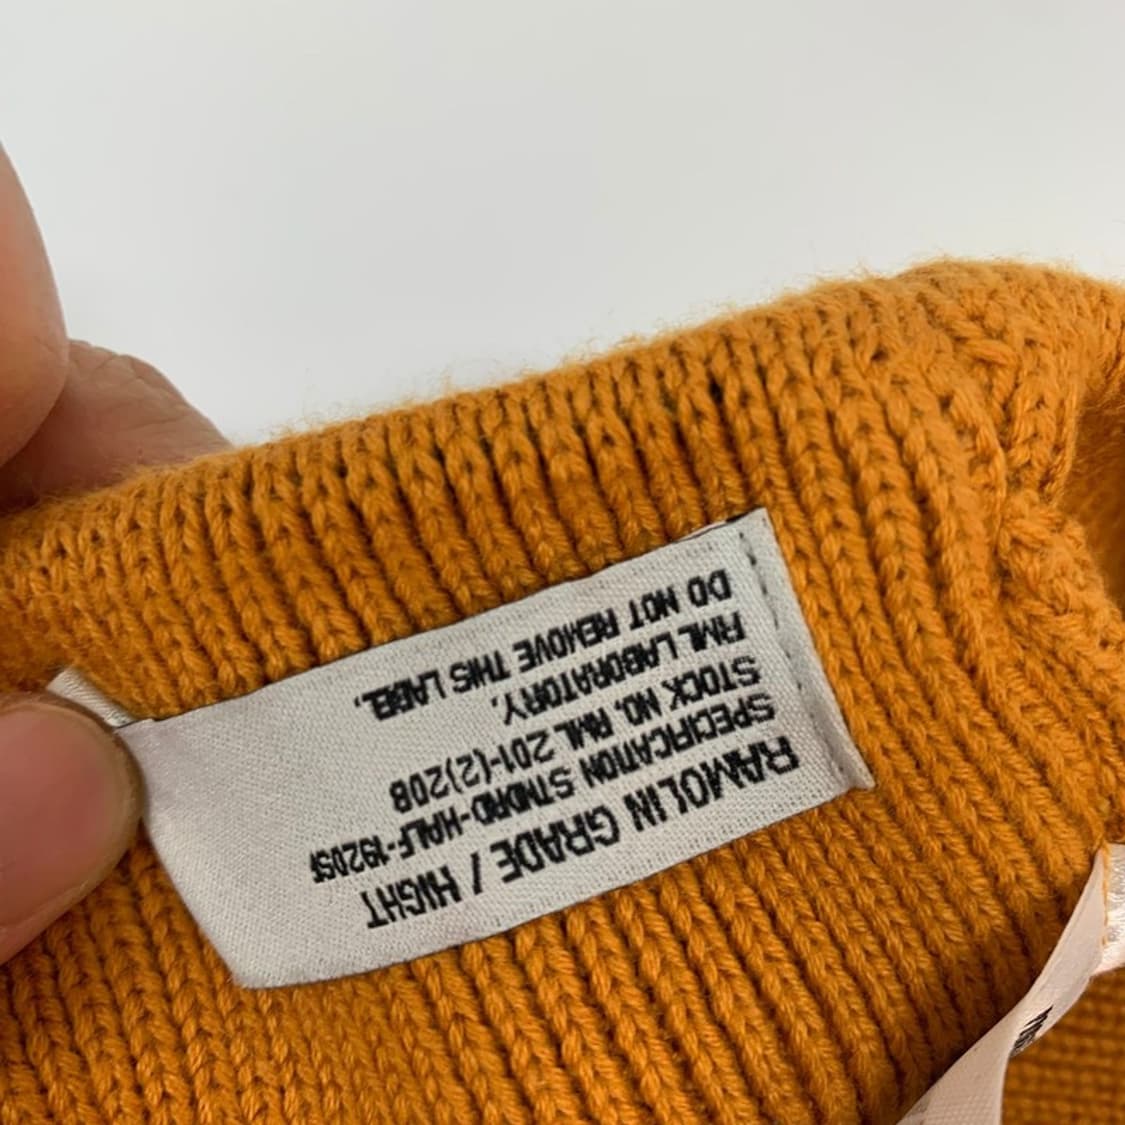 RAMOLIN GRADE / HIGHT
SPECIFICATION STNDRD-HALF-1920SF
STOCK NO. RML 201-(2)208
RML LABORATORY.
DO NOT REMOVE THIS LABEL.